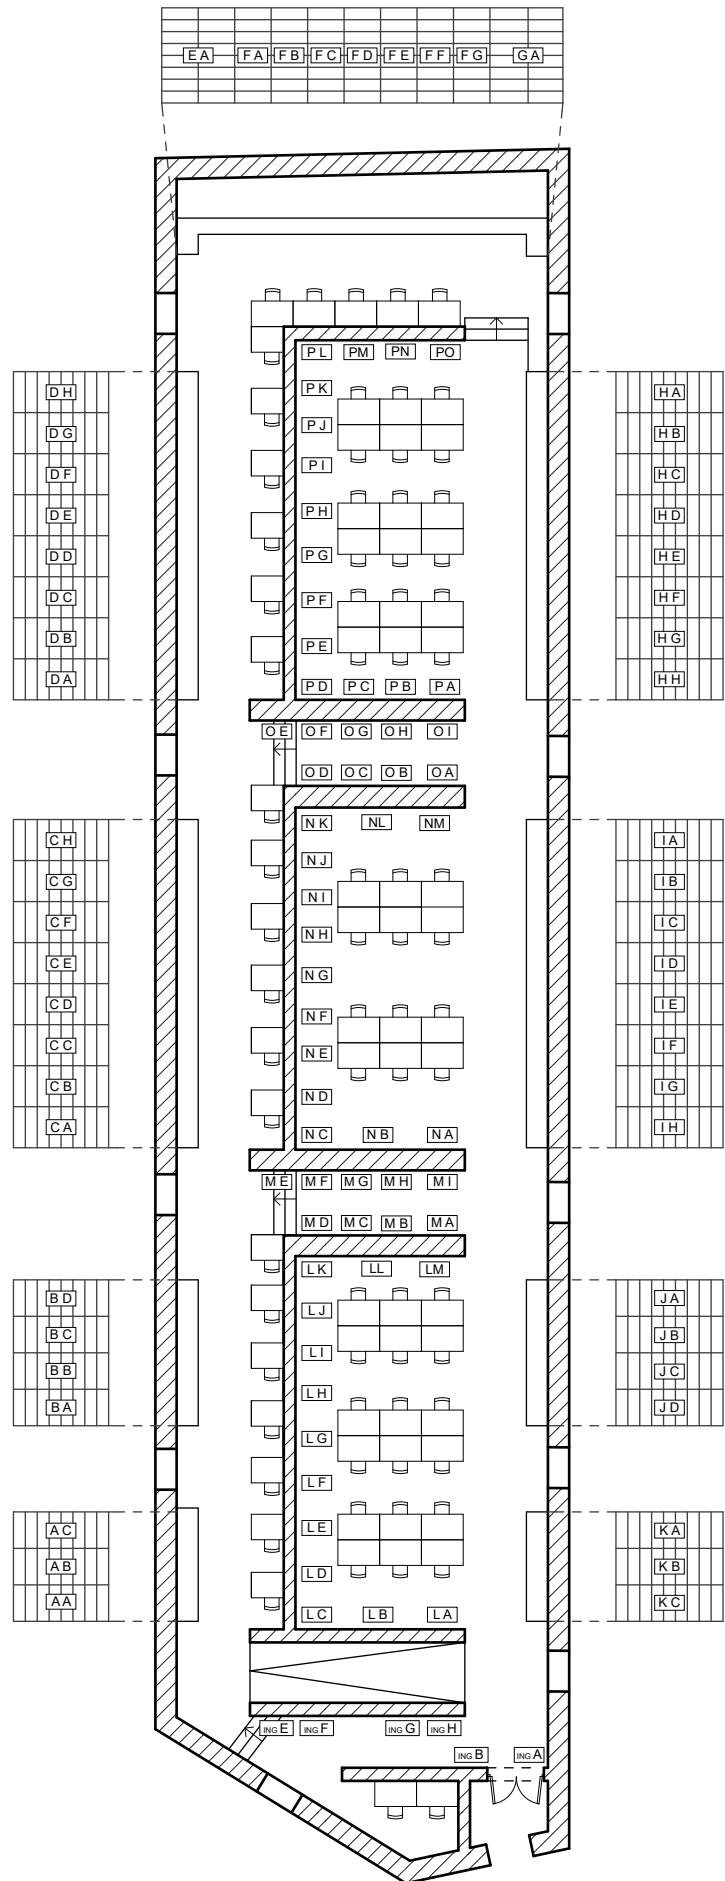 EA FA FB FC FD FE FF FG GA
PL PM PN PO
DH PK HA
DG PJ HB
DF PI HC
DE PH HD
DD PG HE
DC PF HF
DB PE HG
DA PD PC PB PA HH
OE OF OG OH OI
OD OC OB OA
NK NL NM
CH NJ IA
CG NI IB
CF NH IC
CE NG ID
CD NF IE
CC NE IF
CB ND IG
CA NC NB NA IH
ME MF MG MH MI
MD MC MB MA
LK LL LM
BD LJ JA
BC LI JB
BB LH JC
BA LG JD
LF
AC LE KA
AB LD KB
AA LC LB LA KC
ING E ING F ING G ING H
ING B ING A